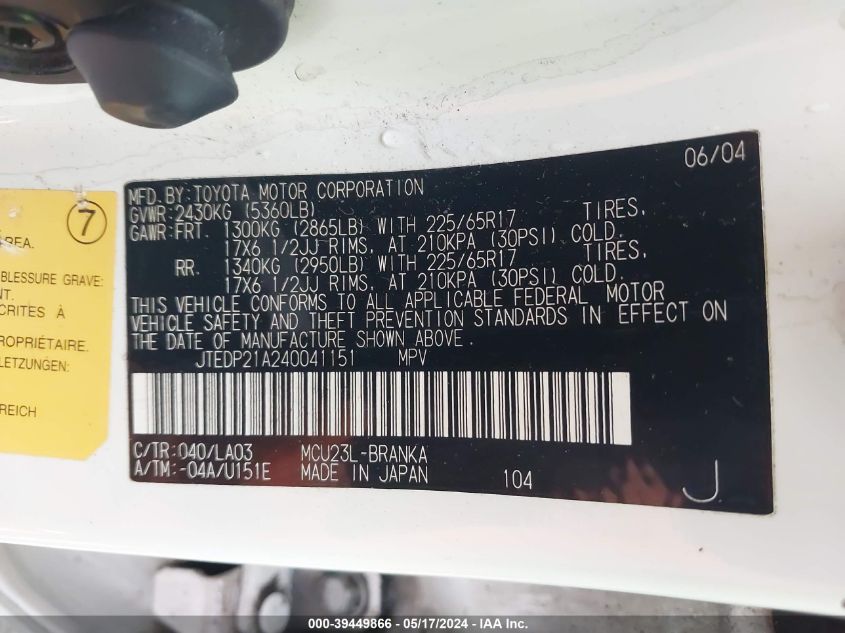 06/04
MFD. BY: TOYOTA MOTOR CORPORATION
GVWR: 2430KG (5360LB)
GAWR: FRT. 1300KG (2865LB) WITH 225/65R17 TIRES,
17X6 1/2JJ RIMS, AT 210KPA (30PSI) COLD.
RR. 1340KG (2950LB) WITH 225/65R17 TIRES,
17X6 1/2JJ RIMS, AT 210KPA (30PSI) COLD.
THIS VEHICLE CONFORMS TO ALL APPLICABLE FEDERAL MOTOR
VEHICLE SAFETY AND THEFT PREVENTION STANDARDS IN EFFECT ON
THE DATE OF MANUFACTURE SHOWN ABOVE.
JTEDP21A240041151 MPV
C/TR: 040/LA03 MCU23L-BRANKA
A/TM: -04A/U151E MADE IN JAPAN 104 J
7
AREA.
BLESSURE GRAVE:
NT.
SCRITES À
ROPRIÉTAIRE.
LETZUNGEN:
REICH
000-39449866 - 05/17/2024 - IAA Inc.